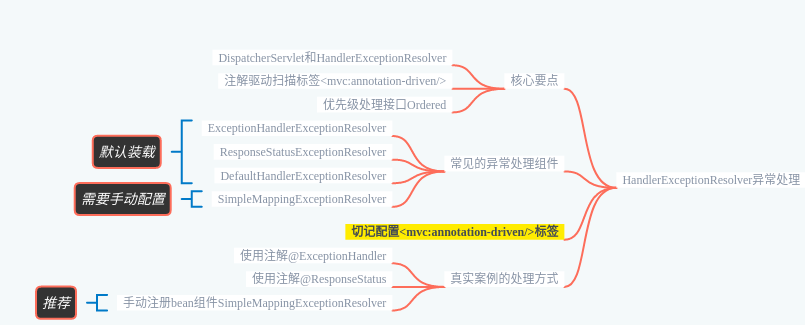 DispatcherServlet和HandlerExceptionResolver
注解驱动扫描标签<mvc:annotation-driven/>
核心要点
优先级处理接口Ordered
ExceptionHandlerExceptionResolver
默认装载
ResponseStatusExceptionResolver
常见的异常处理组件
DefaultHandlerExceptionResolver
HandlerExceptionResolver异常处理
需要手动配置
SimpleMappingExceptionResolver
切记配置<mvc:annotation-driven/>标签
使用注解@ExceptionHandler
使用注解@ResponseStatus
真实案例的处理方式
推荐
手动注册bean组件SimpleMappingExceptionResolver